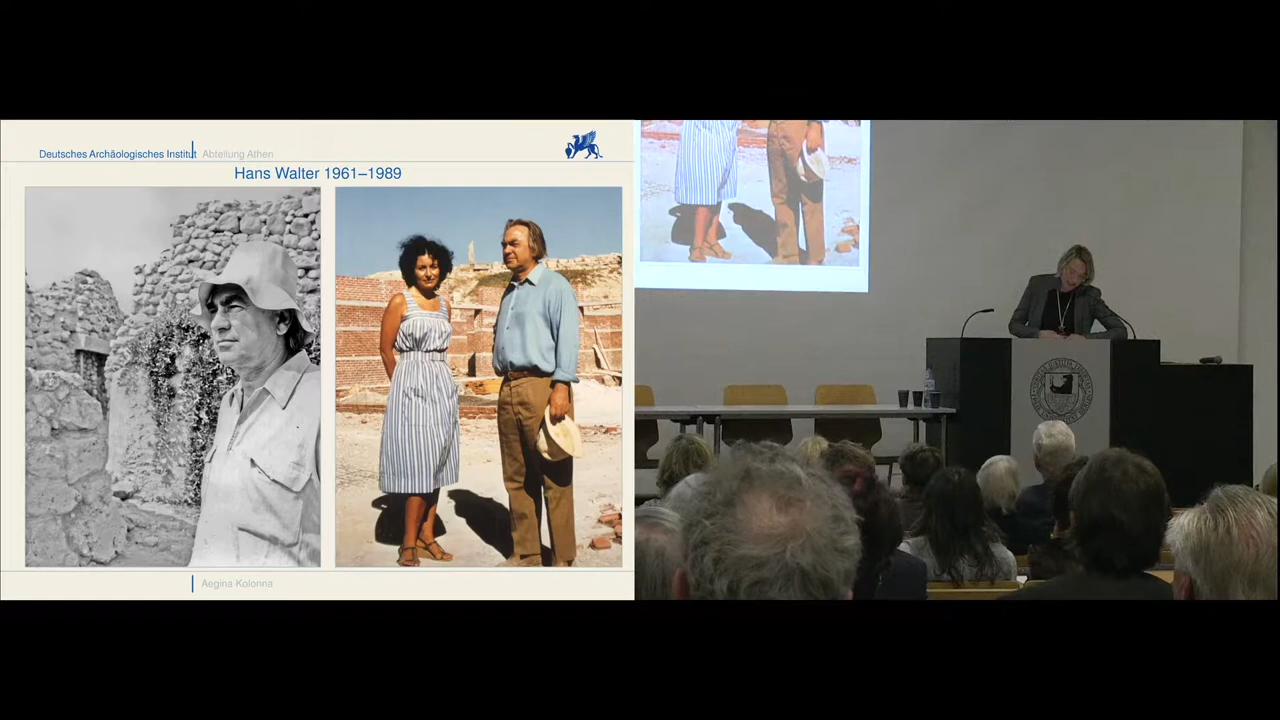 Deutsches Archäologisches Institut Abteilung Athen
Hans Walter 1961–1989
Aegina Kolonna